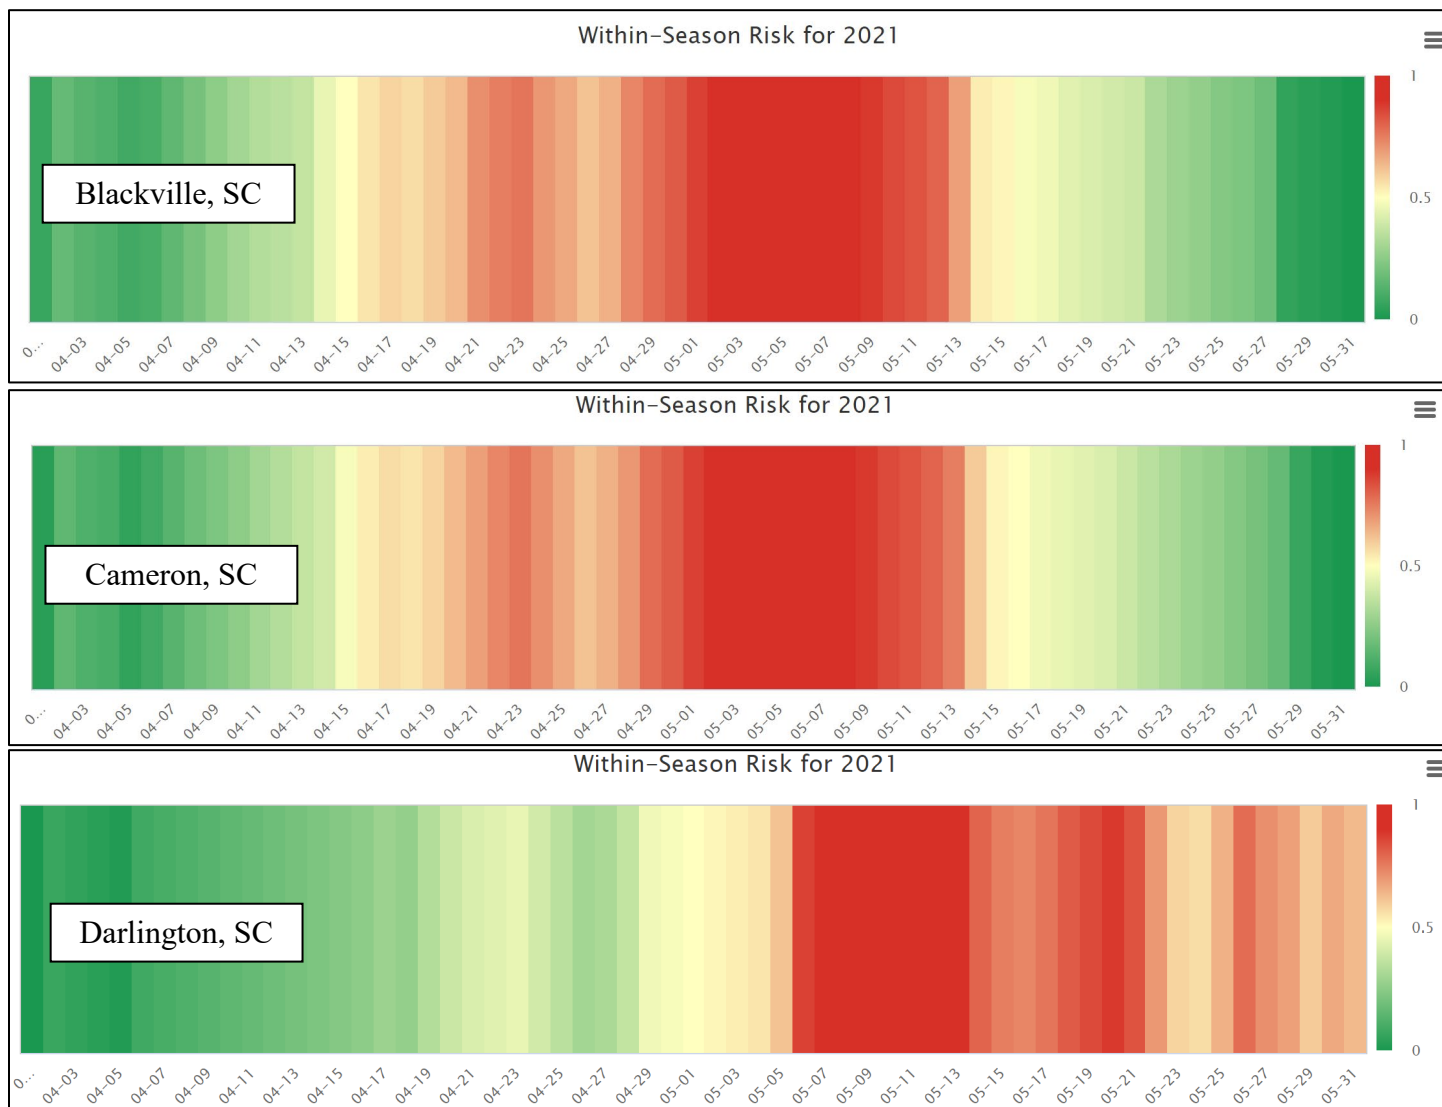 Within-Season Risk for 2021
1
0.5
0
Blackville, SC
0... 04-03 04-05 04-07 04-09 04-11 04-13 04-15 04-17 04-19 04-21 04-23 04-25 04-27 04-29 05-01 05-03 05-05 05-07 05-09 05-11 05-13 05-15 05-17 05-19 05-21 05-23 05-25 05-27 05-29 05-31
Within-Season Risk for 2021
1
0.5
0
Cameron, SC
0... 04-03 04-05 04-07 04-09 04-11 04-13 04-15 04-17 04-19 04-21 04-23 04-25 04-27 04-29 05-01 05-03 05-05 05-07 05-09 05-11 05-13 05-15 05-17 05-19 05-21 05-23 05-25 05-27 05-29 05-31
Within-Season Risk for 2021
1
0.5
0
Darlington, SC
0... 04-03 04-05 04-07 04-09 04-11 04-13 04-15 04-17 04-19 04-21 04-23 04-25 04-27 04-29 05-01 05-03 05-05 05-07 05-09 05-11 05-13 05-15 05-17 05-19 05-21 05-23 05-25 05-27 05-29 05-31